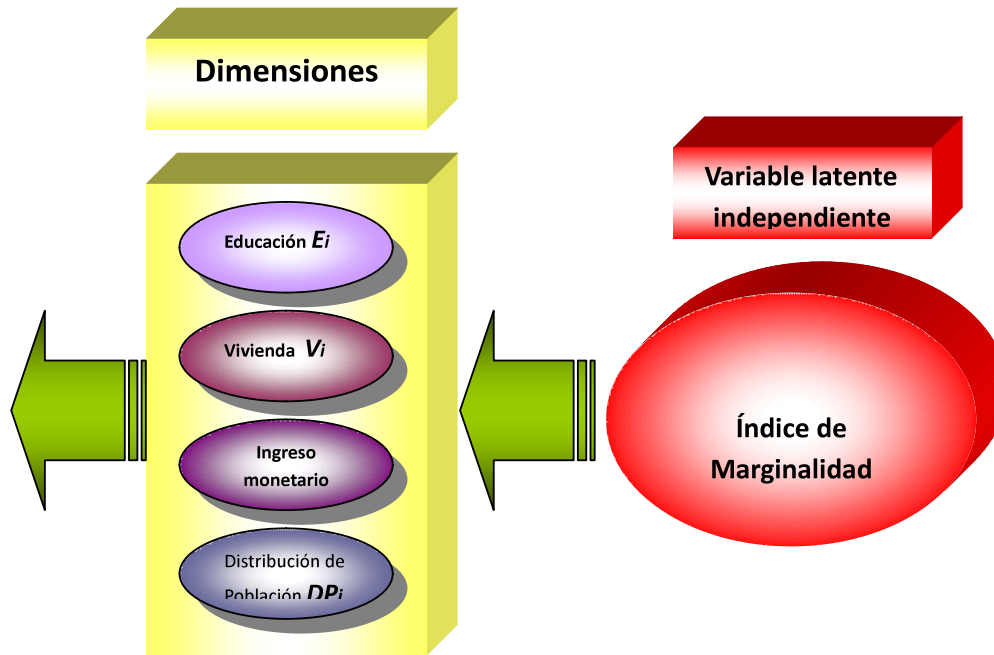 Dimensiones
Educación Ei
Vivienda Vi
Ingreso
monetario
Distribución de
Población DPi
Variable latente
independiente
Índice de
Marginalidad